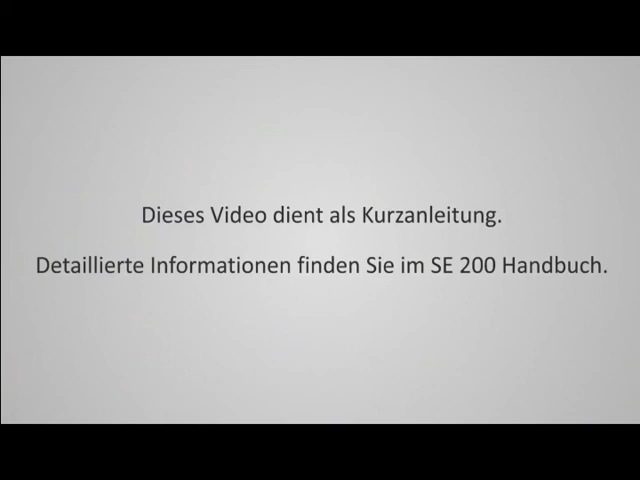 Dieses Video dient als Kurzanleitung.
Detaillierte Informationen finden Sie im SE 200 Handbuch.